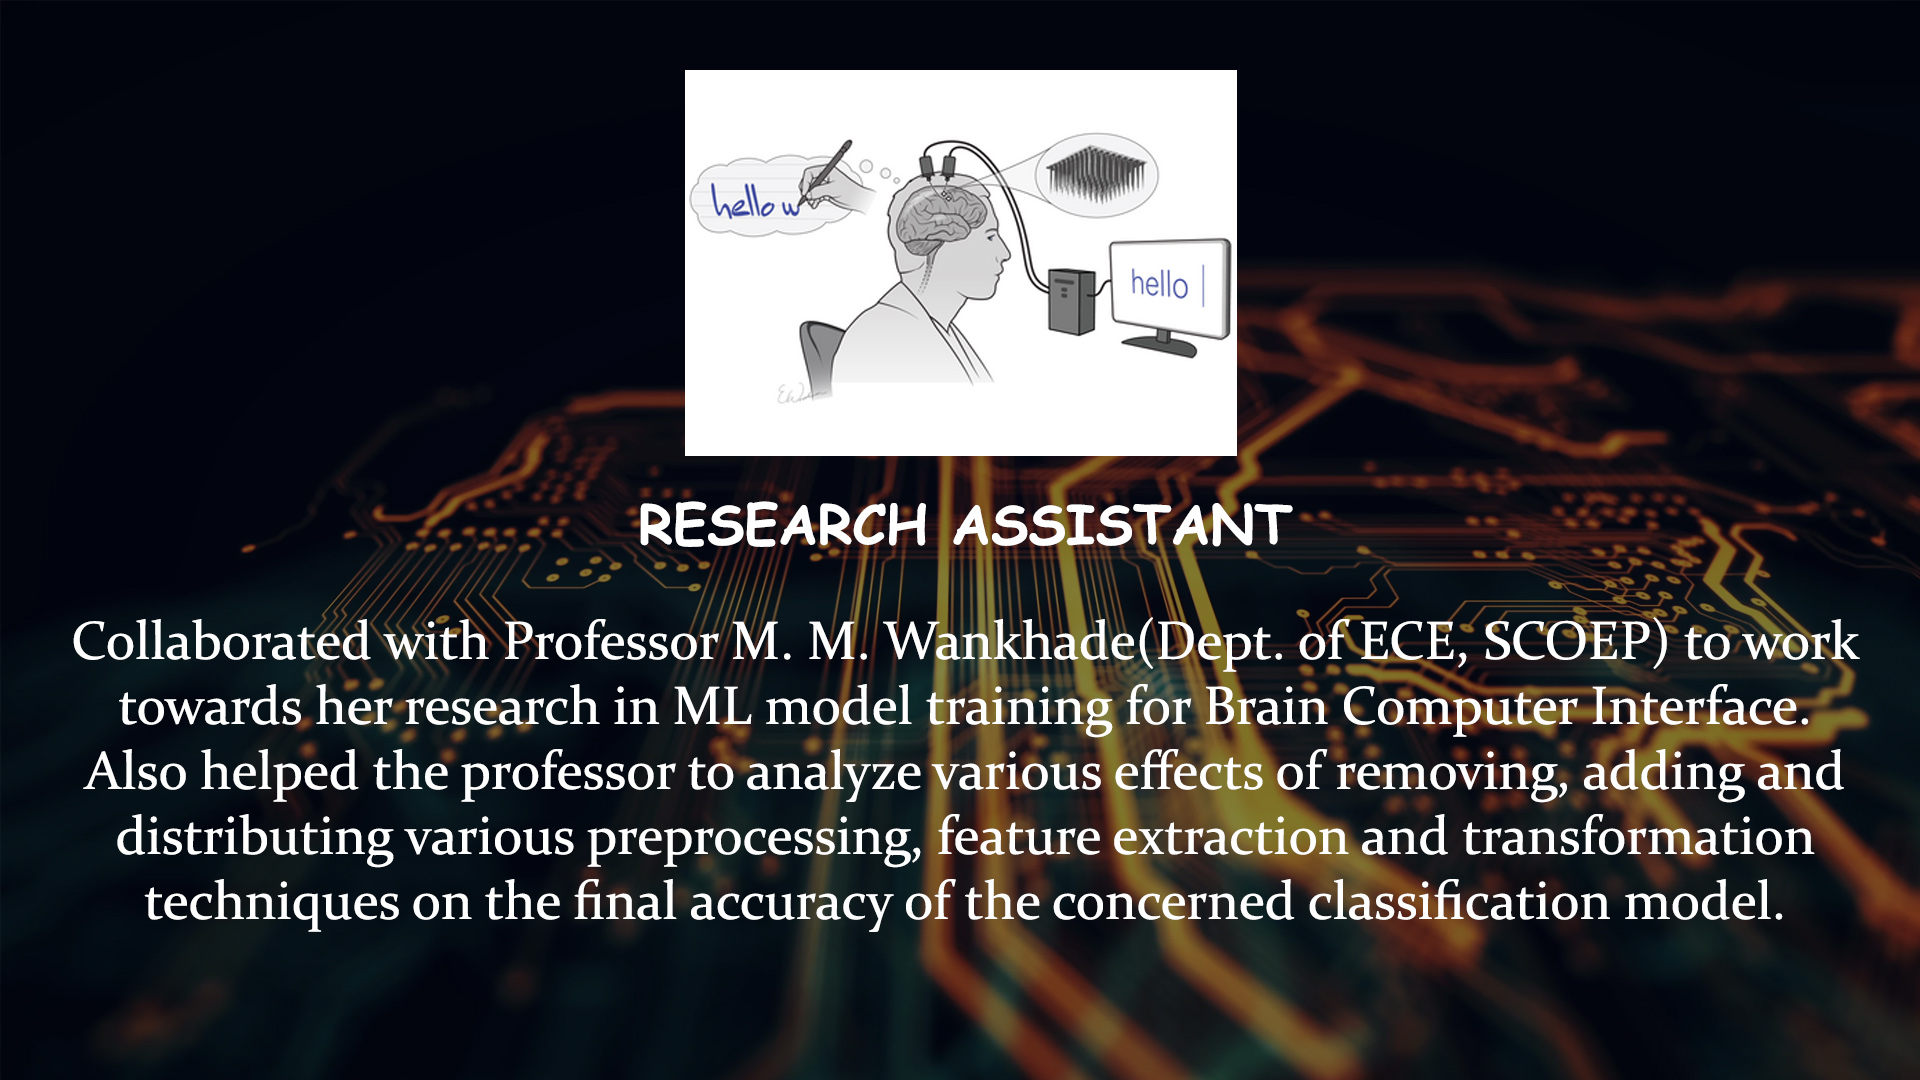 hello w
hello
RESEARCH ASSISTANT
Collaborated with Professor M. M. Wankhade(Dept. of ECE, SCOEP) to work
towards her research in ML model training for Brain Computer Interface.
Also helped the professor to analyze various effects of removing, adding and
distributing various preprocessing, feature extraction and transformation
techniques on the final accuracy of the concerned classification model.